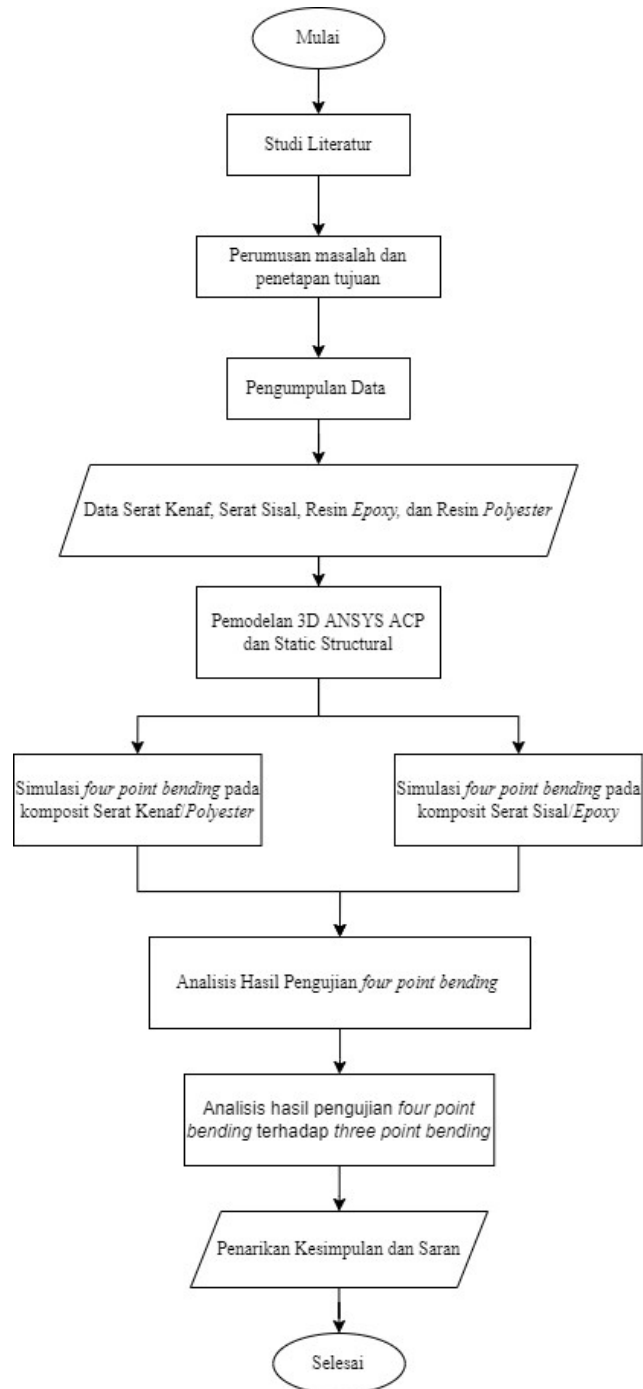 Mulai
Studi Literatur
Perumusan masalah dan
penetapan tujuan
Pengumpulan Data
Data Serat Kenaf, Serat Sisal, Resin Epoxy, dan Resin Polyester
Pemodelan 3D ANSYS ACP
dan Static Structural
Simulasi four point bending pada
komposit Serat Kenaf/Polyester
Simulasi four point bending pada
komposit Serat Sisal/Epoxy
Analisis Hasil Pengujian four point bending
Analisis hasil pengujian four point
bending terhadap three point bending
Penarikan Kesimpulan dan Saran
Selesai